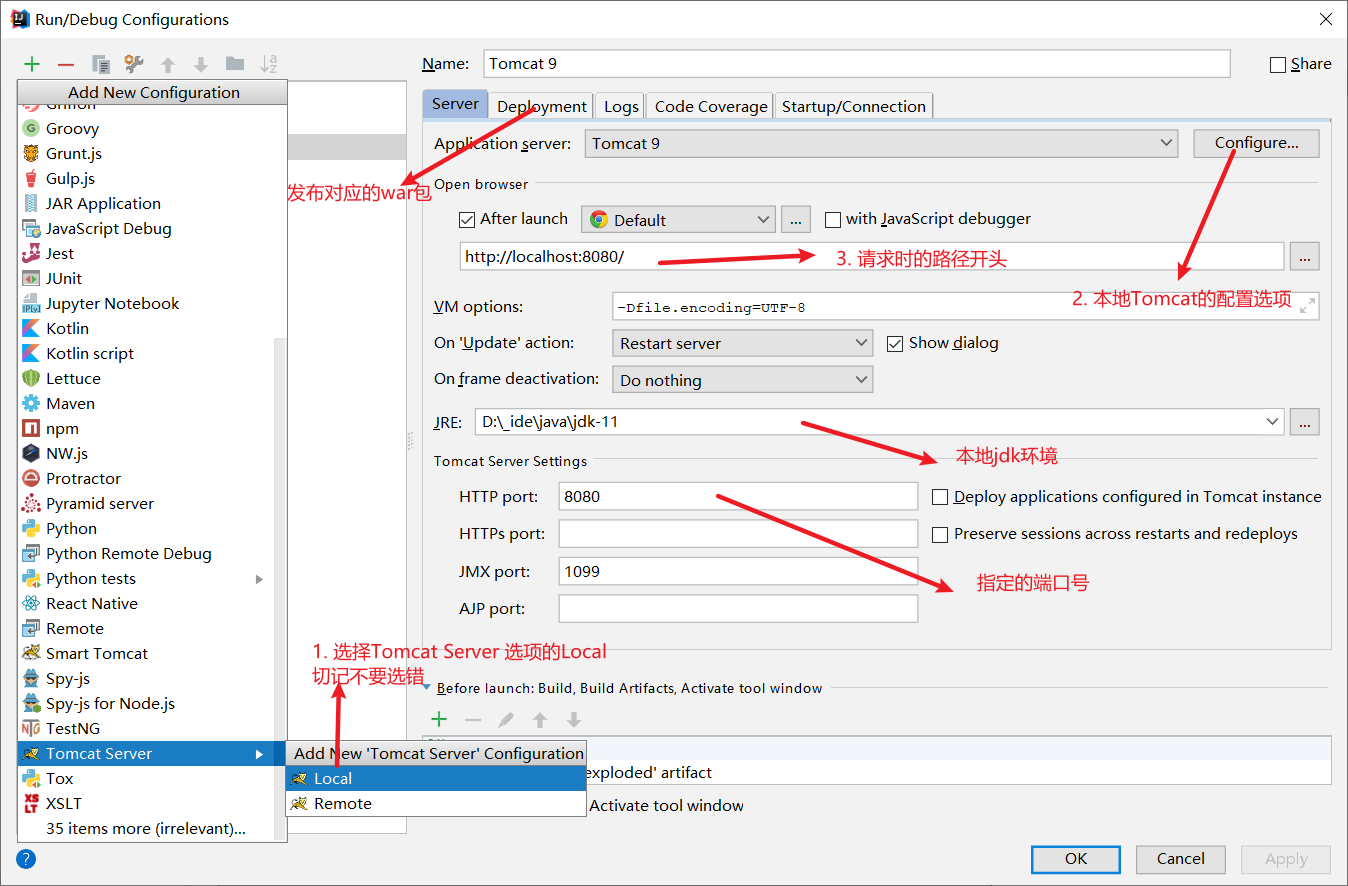 Run/Debug Configurations
Add New Configuration
Griffon
Groovy
Grunt.js
Gulp.js
JAR Application
JavaScript Debug
Jest
JUnit
Jupyter Notebook
Kotlin
Kotlin script
Lettuce
Maven
npm
NW.js
Protractor
Pyramid server
Python
Python Remote Debug
Python tests
React Native
Remote
Smart Tomcat
Spy-js
Spy-js for Node.js
TestNG
Tomcat Server
Tox
XSLT
35 items more (irrelevant)...
Add New 'Tomcat Server' Configuration
Local
Remote
1. 选择Tomcat Server 选项的Local
切记不要选错
Name: Tomcat 9 Share
Server Deployment Logs Code Coverage Startup/Connection
Application server: Tomcat 9 Configure...
发布对应的war包
Open browser
After launch Default ... with JavaScript debugger
http://localhost:8080/ ...
3. 请求时的路径开头
2. 本地Tomcat的配置选项
VM options: -Dfile.encoding=UTF-8
On 'Update' action: Restart server Show dialog
On frame deactivation: Do nothing
JRE: D:\_ide\java\jdk-11 ...
本地jdk环境
Tomcat Server Settings
HTTP port: 8080 Deploy applications configured in Tomcat instance
HTTPs port: Preserve sessions across restarts and redeploys
JMX port: 1099
指定的端口号
AJP port:
Before launch: Build, Build Artifacts, Activate tool window
exploded' artifact
Activate tool window
OK Cancel Apply